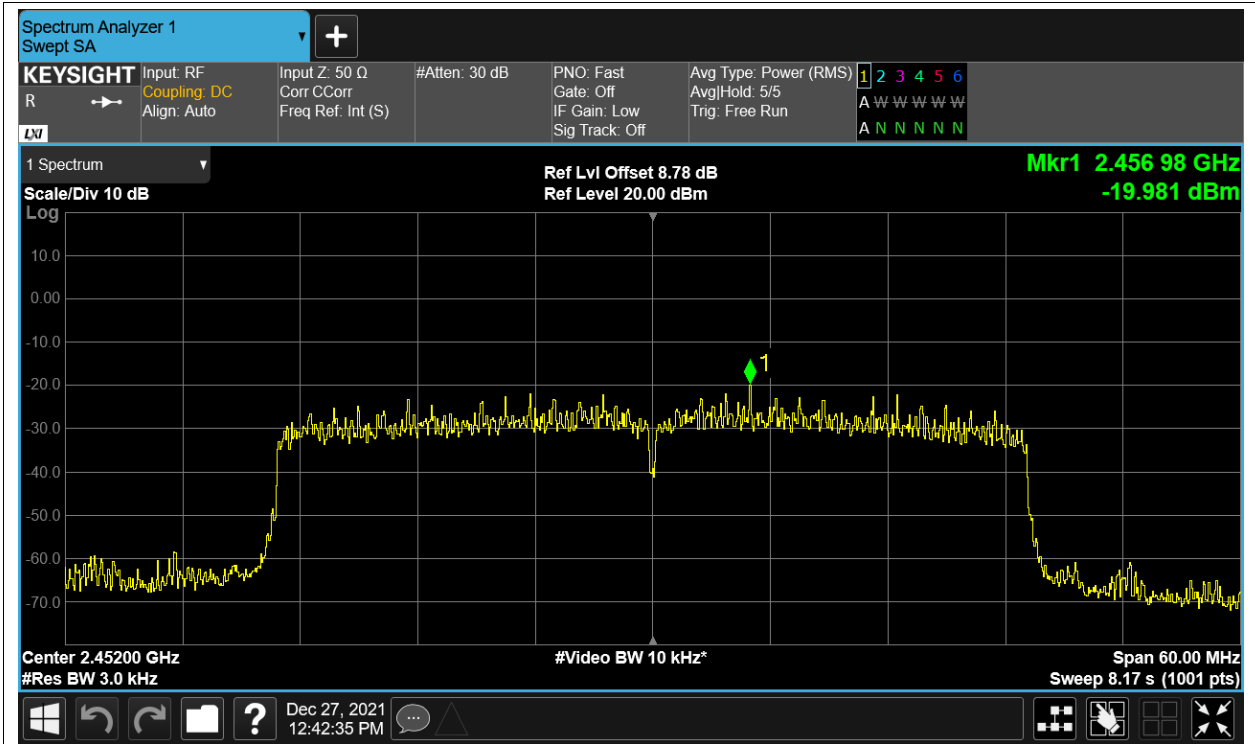 Spectrum Analyzer 1
Swept SA
+
KEYSIGHT
R
LXI
Input: RF
Coupling: DC
Align: Auto
Input Z: 50 Ω
Corr CCorr
Freq Ref: Int (S)
#Atten: 30 dB
PNO: Fast
Gate: Off
IF Gain: Low
Sig Track: Off
Avg Type: Power (RMS)
Avg|Hold: 5/5
Trig: Free Run
1 2 3 4 5 6
A W W W W W
A N N N N N
1 Spectrum
Scale/Div 10 dB
Log
Ref Lvl Offset 8.78 dB
Ref Level 20.00 dBm
Mkr1 2.456 98 GHz
-19.981 dBm
10.0
0.00
-10.0
-20.0
-30.0
-40.0
-50.0
-60.0
-70.0
1
Center 2.45200 GHz
#Res BW 3.0 kHz
#Video BW 10 kHz*
Span 60.00 MHz
Sweep 8.17 s (1001 pts)
?
Dec 27, 2021
12:42:35 PM